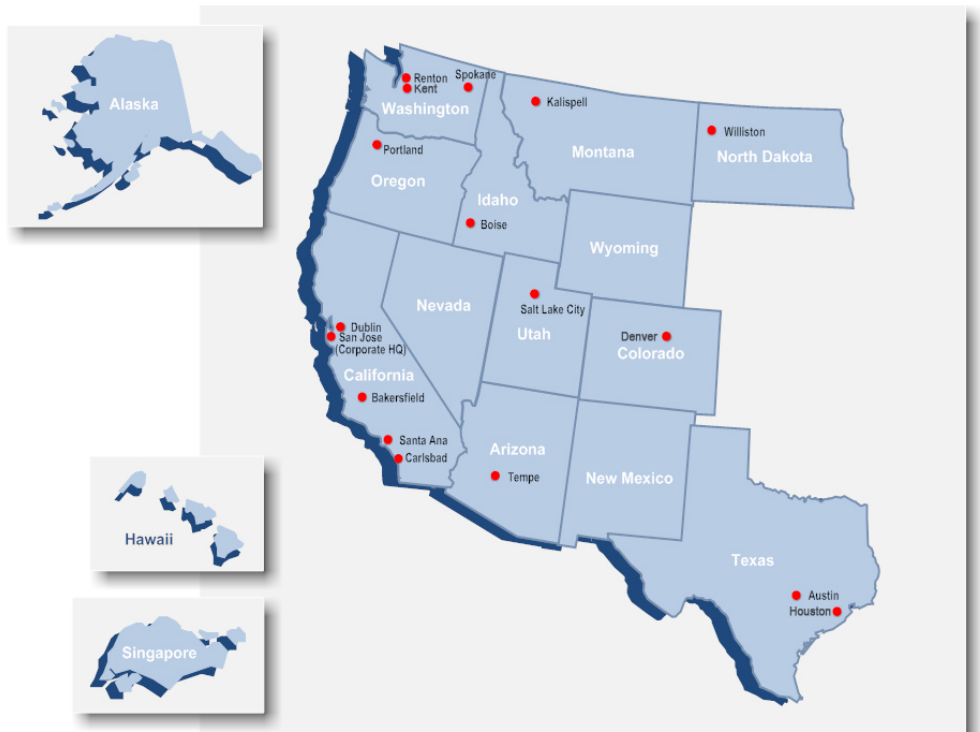 Alaska
Renton
Kent
Spokane
Washington
Kalispell
Montana
Williston
North Dakota
Portland
Oregon
Idaho
Boise
Wyoming
Nevada
Salt Lake City
Utah
Denver
Colorado
Dublin
San Jose
(Corporate HQ)
California
Bakersfield
Santa Ana
Carlsbad
Arizona
Tempe
New Mexico
Texas
Austin
Houston
Hawaii
Singapore